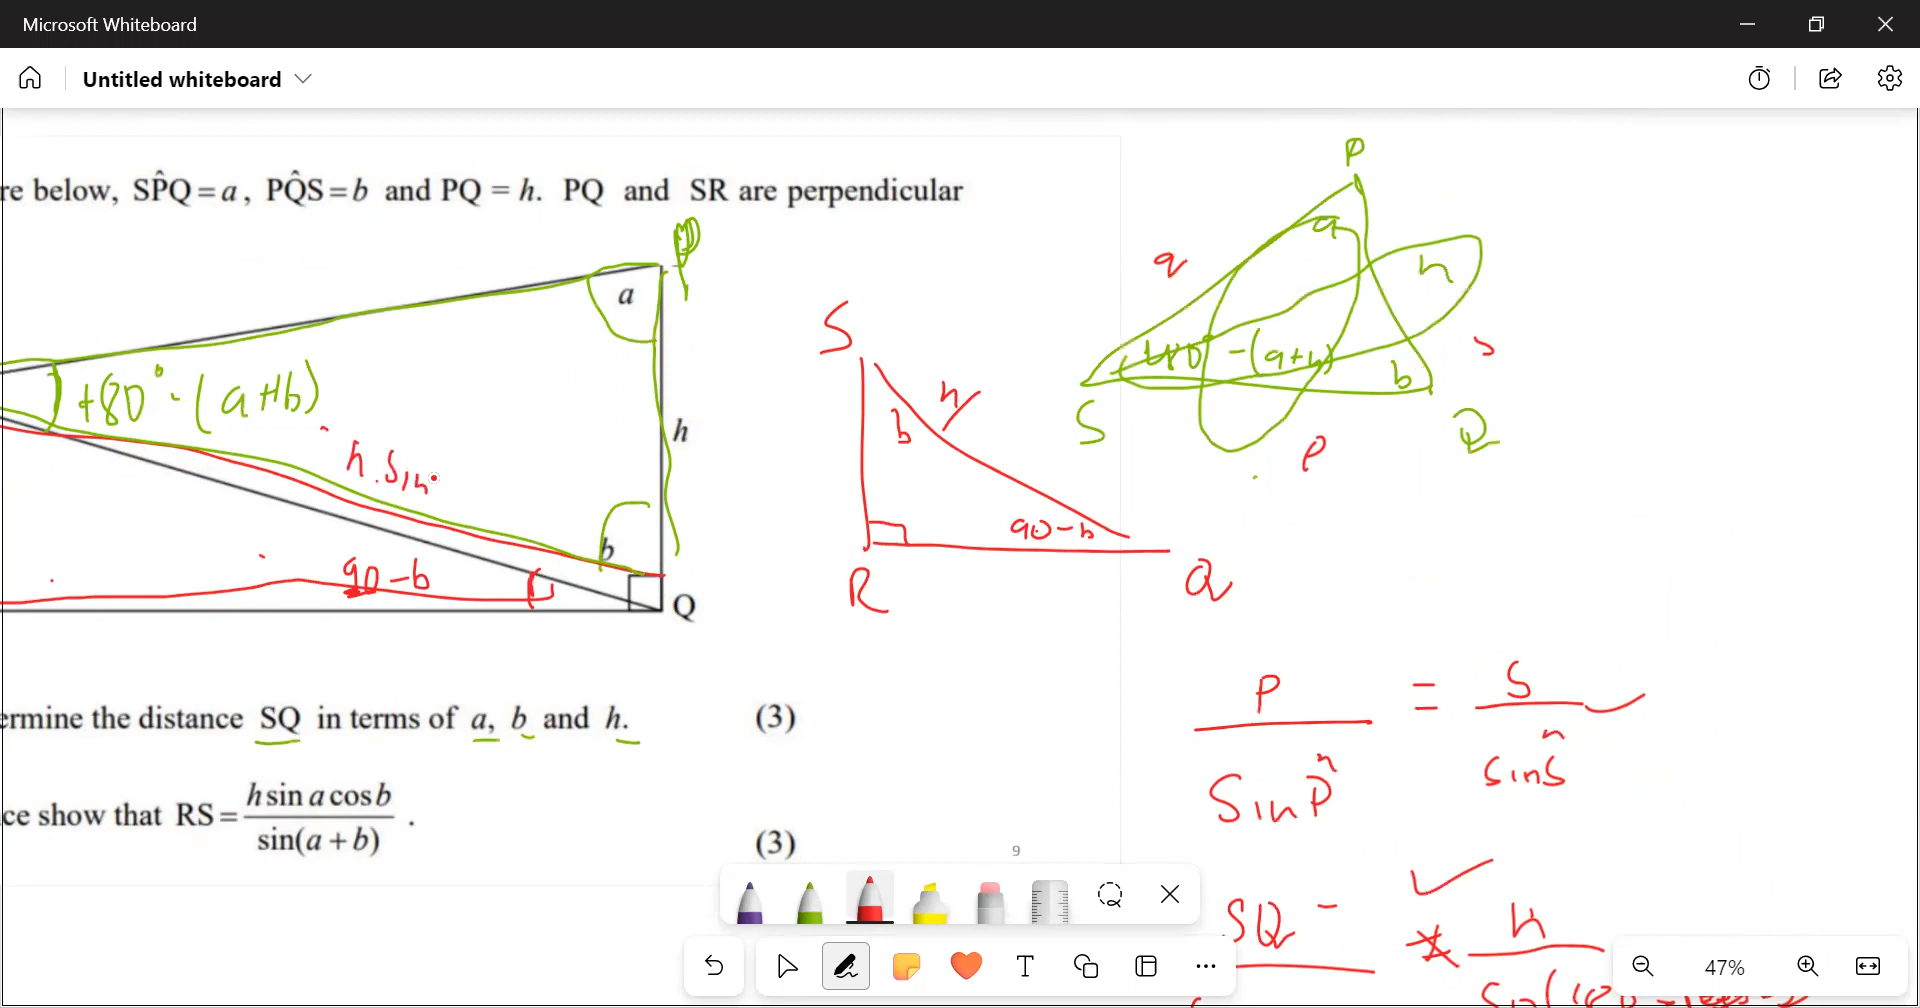 Microsoft Whiteboard
Untitled whiteboard
re below, SP̂Q = a, PQ̂S = b and PQ = h. PQ and SR are perpendicular
P
a
h
180° - (a+b)
h. Sin
b
90 - b
Q
S
b
h
90 - b
R
Q
P
a
q
h
180° - (a+b)
b
s
S
p
Q
ermine the distance SQ in terms of a, b and h. (3)
ce show that RS = h sin a cos b / sin(a + b) . (3)
9
P / Sin P̂ = S / Sin Ŝ
SQ
h
47%